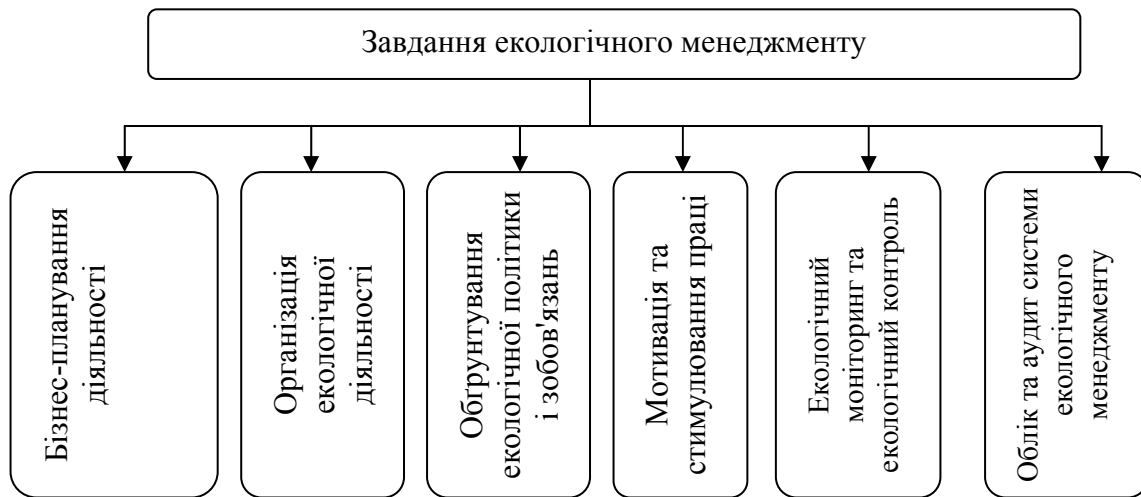 Завдання екологічного менеджменту
Бізнес-планування
діяльності
Організація
екологічної
діяльності
Обґрунтування
екологічної політики
і зобов'язань
Мотивація та
стимулювання праці
Екологічний
моніторинг та
екологічний контроль
Облік та аудит системи
екологічного
менеджменту